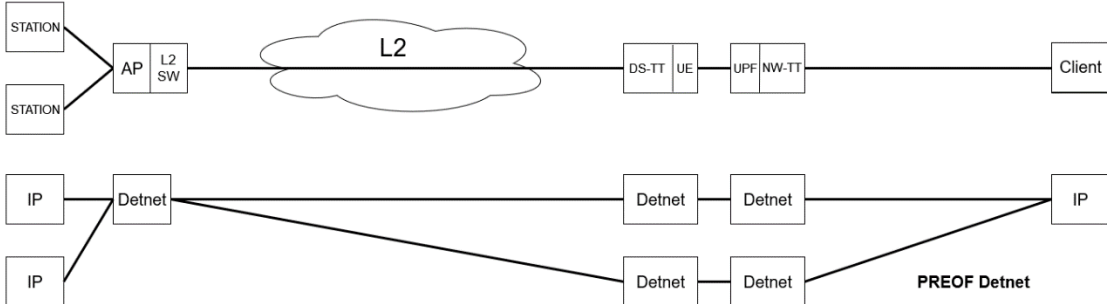 STATION
L2
AP
L2
SW
DS-TT
UE
UPF
NW-TT
Client
STATION
IP
Detnet
Detnet
Detnet
IP
IP
Detnet
Detnet
PREOF Detnet